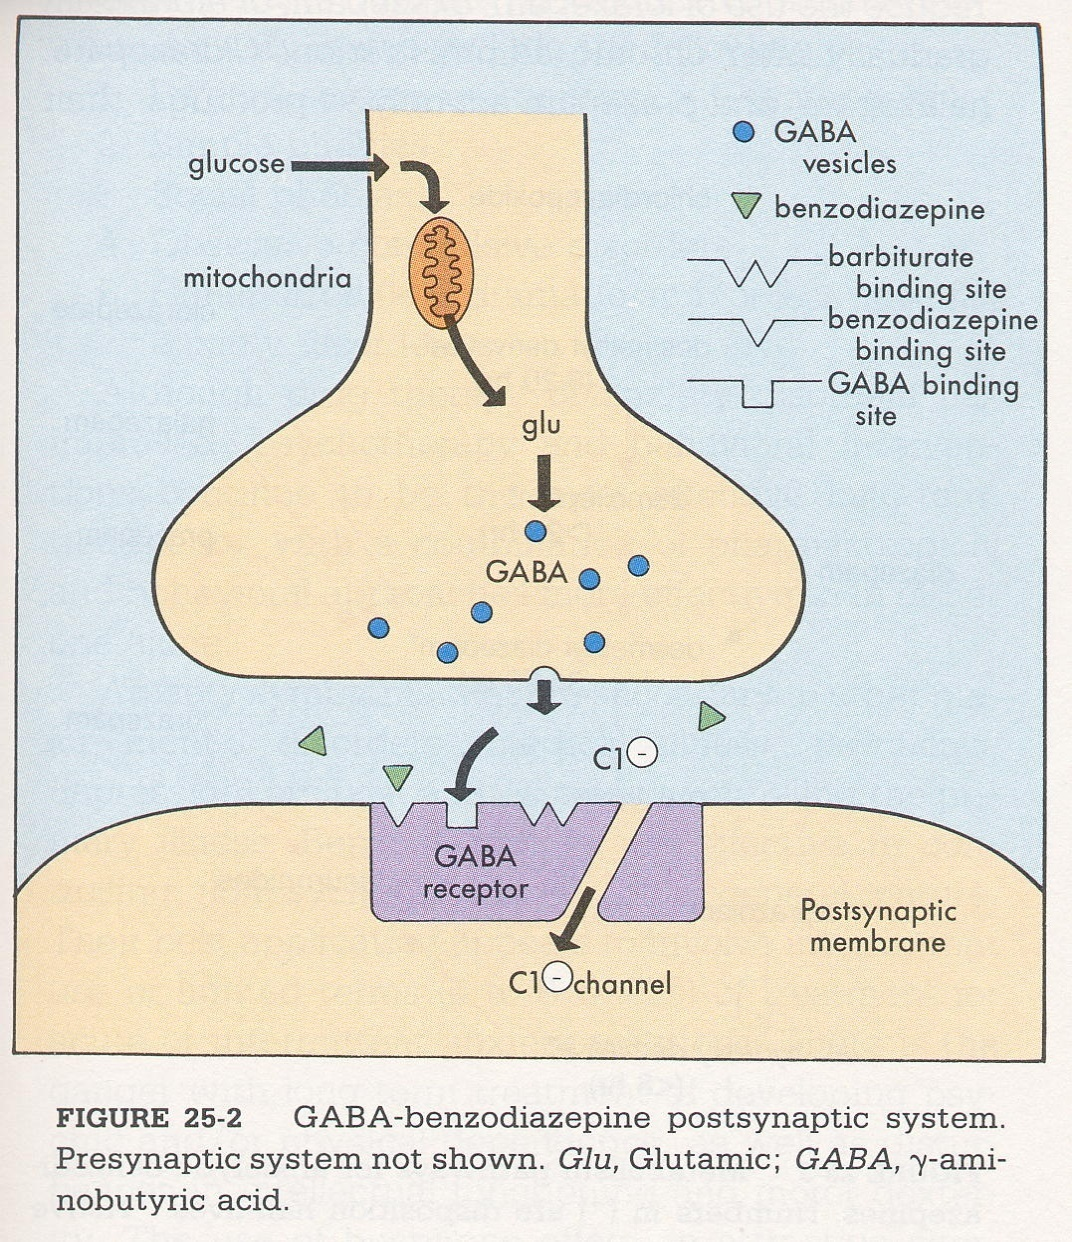 glucose
mitochondria
glu
GABA
GABA
vesicles
benzodiazepine
barbiturate
binding site
benzodiazepine
binding site
GABA binding
site
C1 -
GABA
receptor
C1 - channel
Postsynaptic
membrane
FIGURE 25-2 GABA-benzodiazepine postsynaptic system.
Presynaptic system not shown. Glu, Glutamic; GABA, γ-ami-
nobutyric acid.